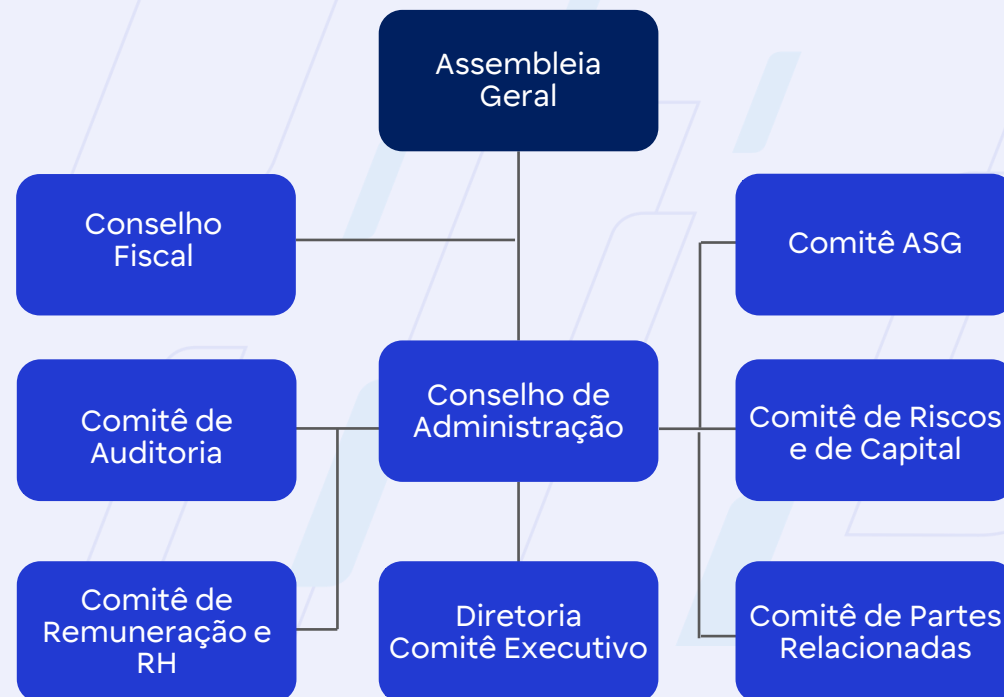 Assembleia
Geral
Conselho
Fiscal
Comitê ASG
Comitê de
Auditoria
Conselho de
Administração
Comitê de Riscos
e de Capital
Comitê de
Remuneração e
RH
Diretoria
Comitê Executivo
Comitê de Partes
Relacionadas